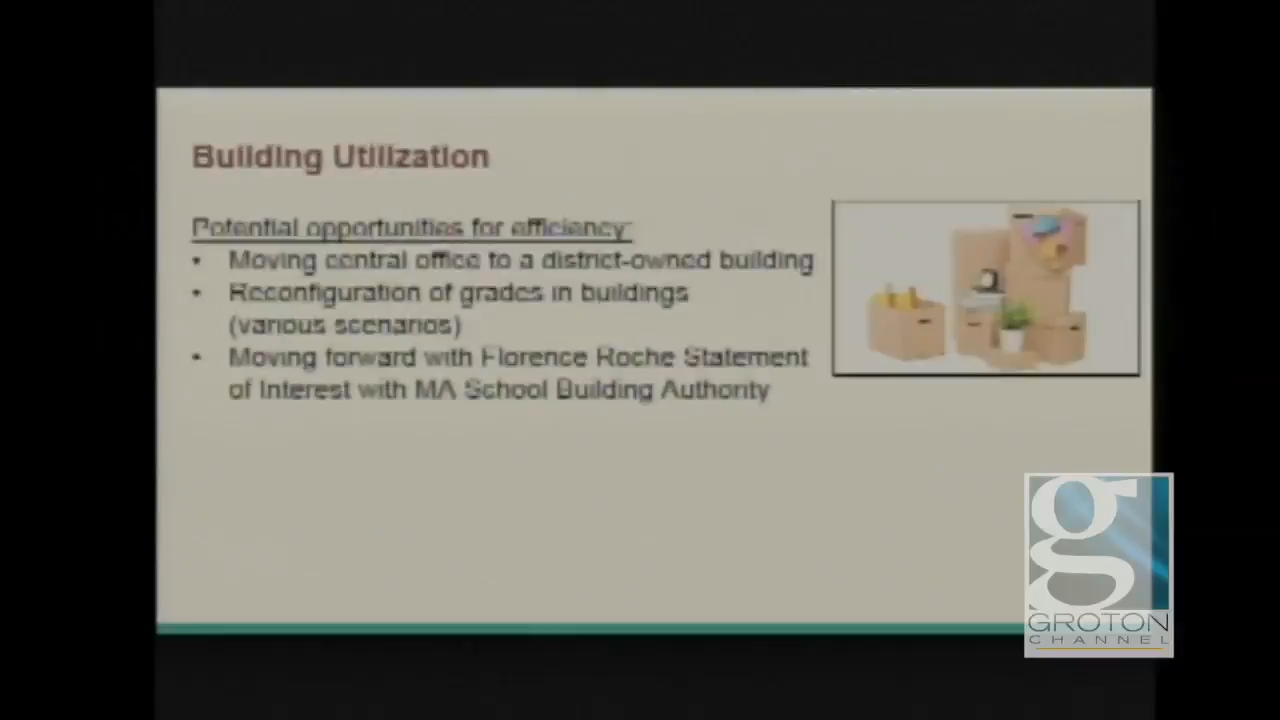 Building Utilization
Potential opportunities for efficiency:
• Moving central office to a district-owned building
• Reconfiguration of grades in buildings
(various scenarios)
• Moving forward with Florence Roche Statement
of Interest with MA School Building Authority
g
GROTON
CHANNEL